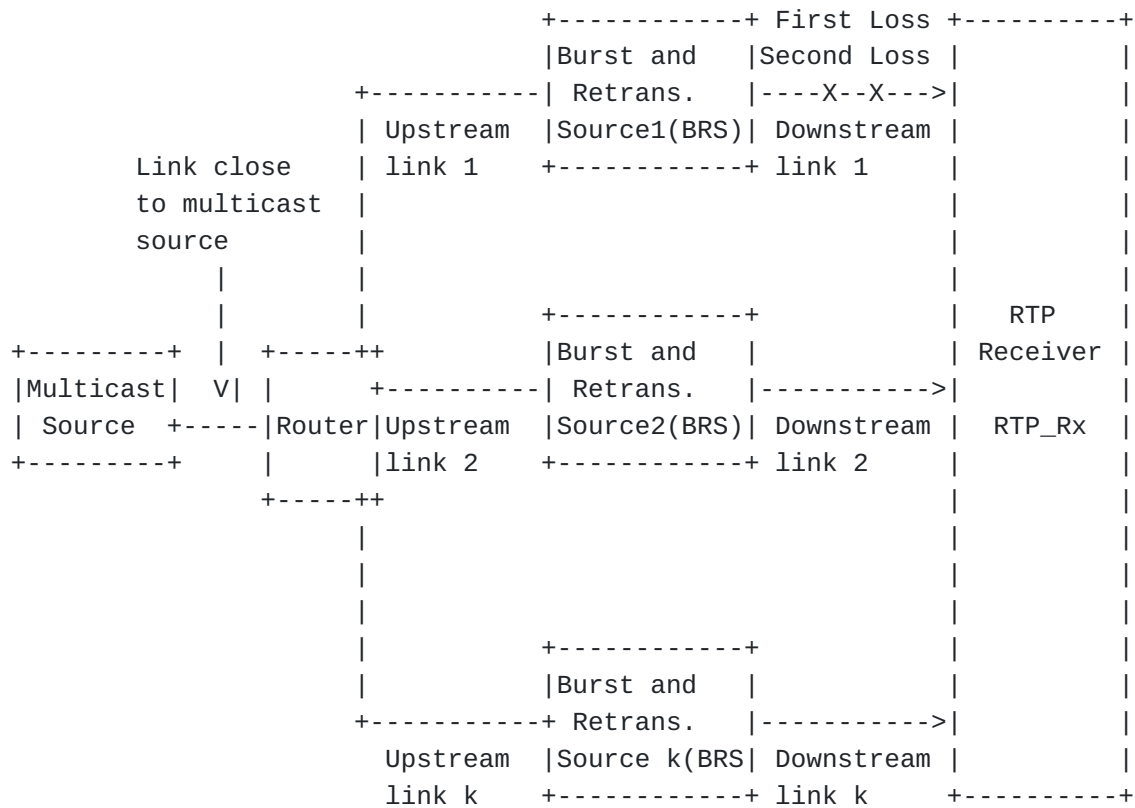 +------------+ First Loss +----------+
|Burst and   |Second Loss |          |
+-----------| Retrans.   |----X--X--->|          |
| Upstream  |Source1(BRS)| Downstream |          |
Link close    | link 1    +------------+ link 1     |          |
to multicast  |                                     |          |
source        |                                     |          |
|        |                                     |          |
|        |           +------------+            |   RTP    |
+---------+  |  +-----++          |Burst and   |            | Receiver |
|Multicast|  V| |      +----------| Retrans.   |----------->|          |
| Source  +-----|Router|Upstream  |Source2(BRS)| Downstream |  RTP_Rx  |
+---------+     |      |link 2    +------------+ link 2     |          |
+-----++                                    |          |
|                                     |          |
|                                     |          |
|                                     |          |
|           +------------+            |          |
|           |Burst and   |            |          |
+-----------+ Retrans.   |----------->|          |
Upstream  |Source k(BRS| Downstream |          |
link k    +------------+ link k     +----------+